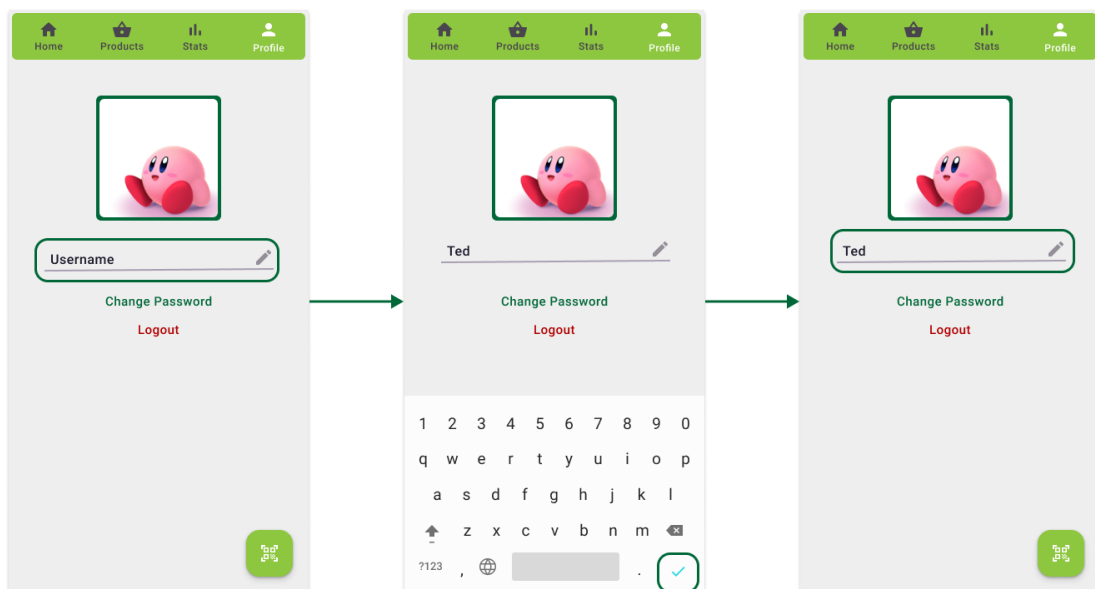 Home Products Stats Profile
Username
Change Password
Logout
Home Products Stats Profile
Ted
Change Password
Logout
1 2 3 4 5 6 7 8 9 0
q w e r t y u i o p
a s d f g h j k l
z x c v b n m
?123 , .
Home Products Stats Profile
Ted
Change Password
Logout